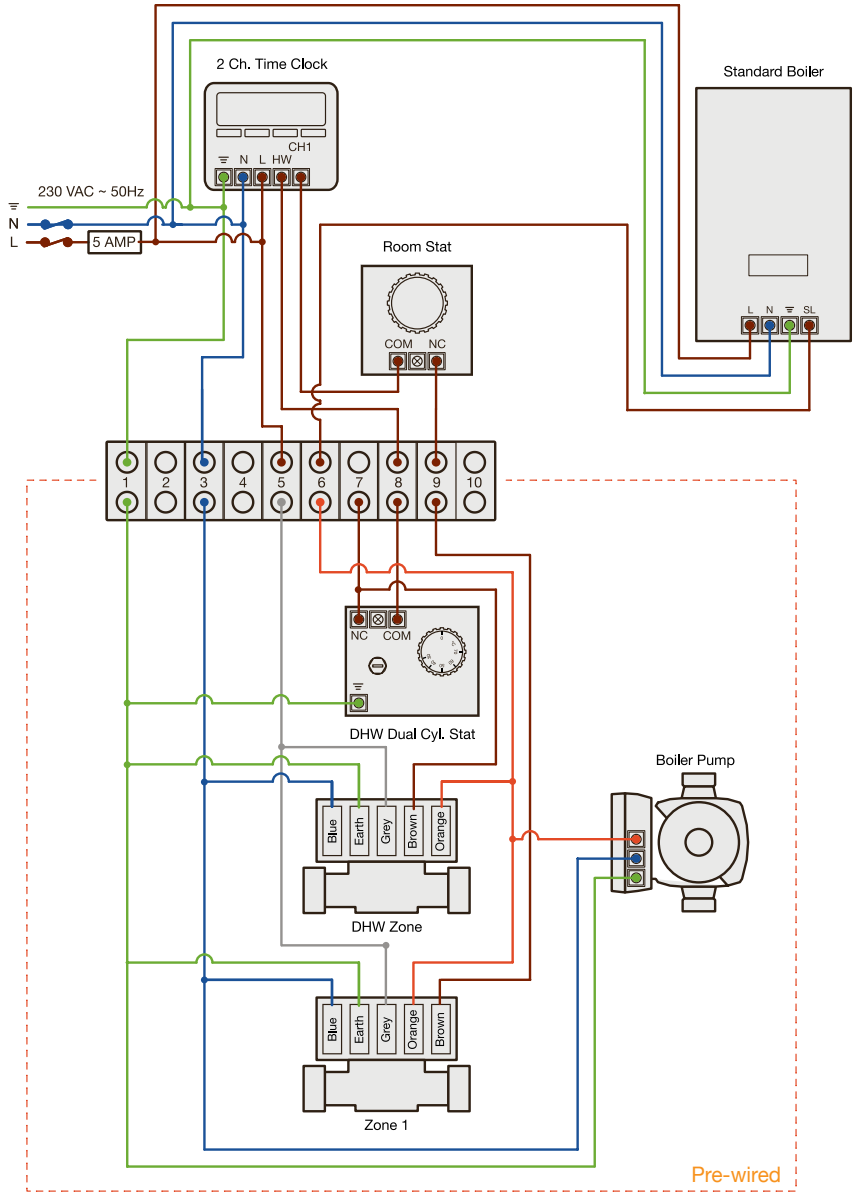 2 Ch. Time Clock
Standard Boiler
CH1
N L HW
230 VAC ~ 50Hz
N
L
5 AMP
Room Stat
COM NC
L N SL
1 2 3 4 5 6 7 8 9 10
NC COM
DHW Dual Cyl. Stat
Boiler Pump
Blue Earth Grey Brown Orange
DHW Zone
Blue Earth Grey Orange Brown
Zone 1
Pre-wired